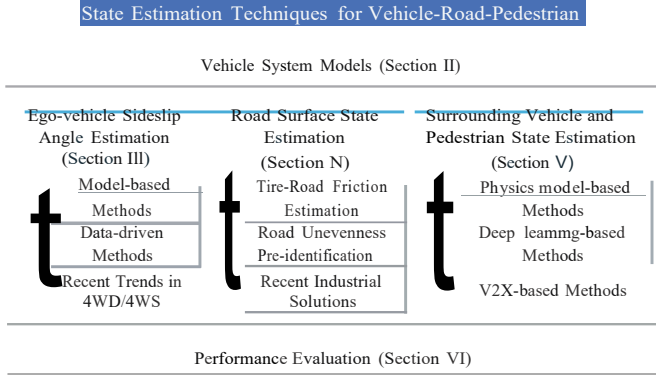 State Estimation Techniques for Vehicle-Road-Pedestrian
Vehicle System Models (Section II)
Ego-vehicle Sideslip
Angle Estimation
(Section Ill)
t
Model-based
Methods
Data-driven
Methods
Recent Trends in
4WD/4WS
Road Surface State
Estimation
(Section N)
t
Tire-Road Friction
Estimation
Road Unevenness
Pre-identification
Recent Industrial
Solutions
Surrounding Vehicle and
Pedestrian State Estimation
(Section V)
t
Physics model-based
Methods
Deep leammg-based
Methods
V2X-based Methods
Performance Evaluation (Section VI)